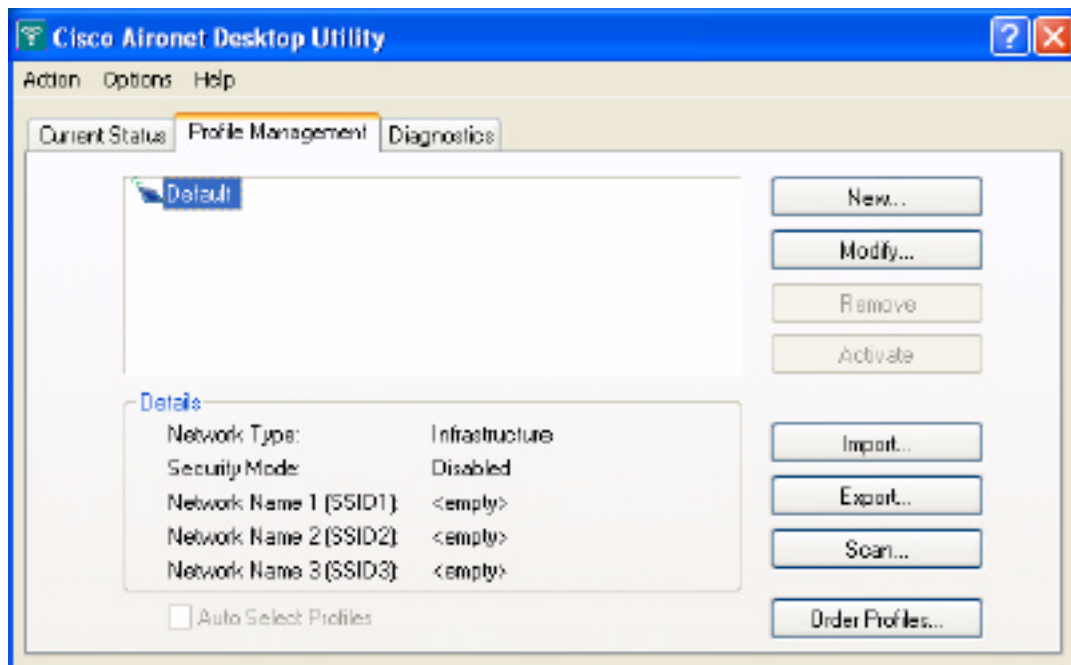 Cisco Aironet Desktop Utility
Action Options Help
Current Status Profile Management Diagnostics
Default
New...
Modify...
Remove
Activate
Details
Network Type: Infrastructure
Security Mode: Disabled
Network Name 1 (SSID1): <empty>
Network Name 2 (SSID2): <empty>
Network Name 3 (SSID3): <empty>
Import...
Export...
Scan...
Auto Select Profiles
Order Profiles...